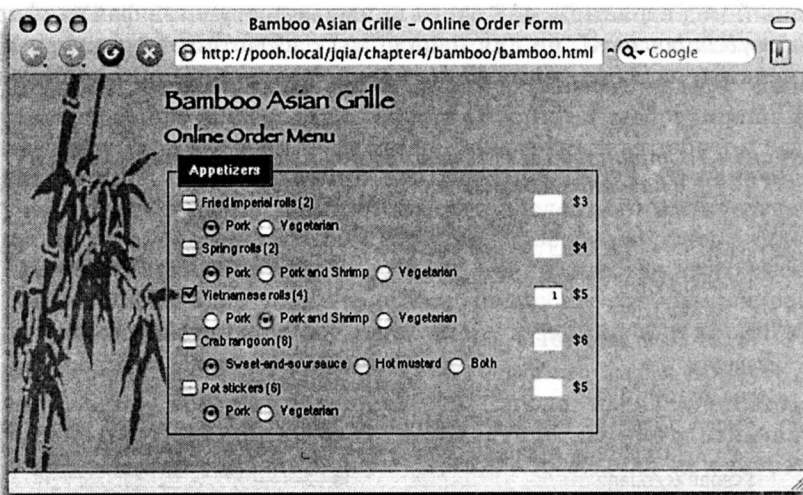 Bamboo Asian Grille – Online Order Form
http://pooh.local/jqia/chapter4/bamboo/bamboo.html Google
Bamboo Asian Grille
Online Order Menu
Appetizers
Fried Imperial rolls (2) $3
Pork Vegetarian
Spring rolls (2) $4
Pork Pork and Shrimp Vegetarian
Vietnamese rolls (4) 1 $5
Pork Pork and Shrimp Vegetarian
Crab rangoon (8) $6
Sweet-and-sour sauce Hot mustard Both
Pot stickers (6) $5
Pork Vegetarian